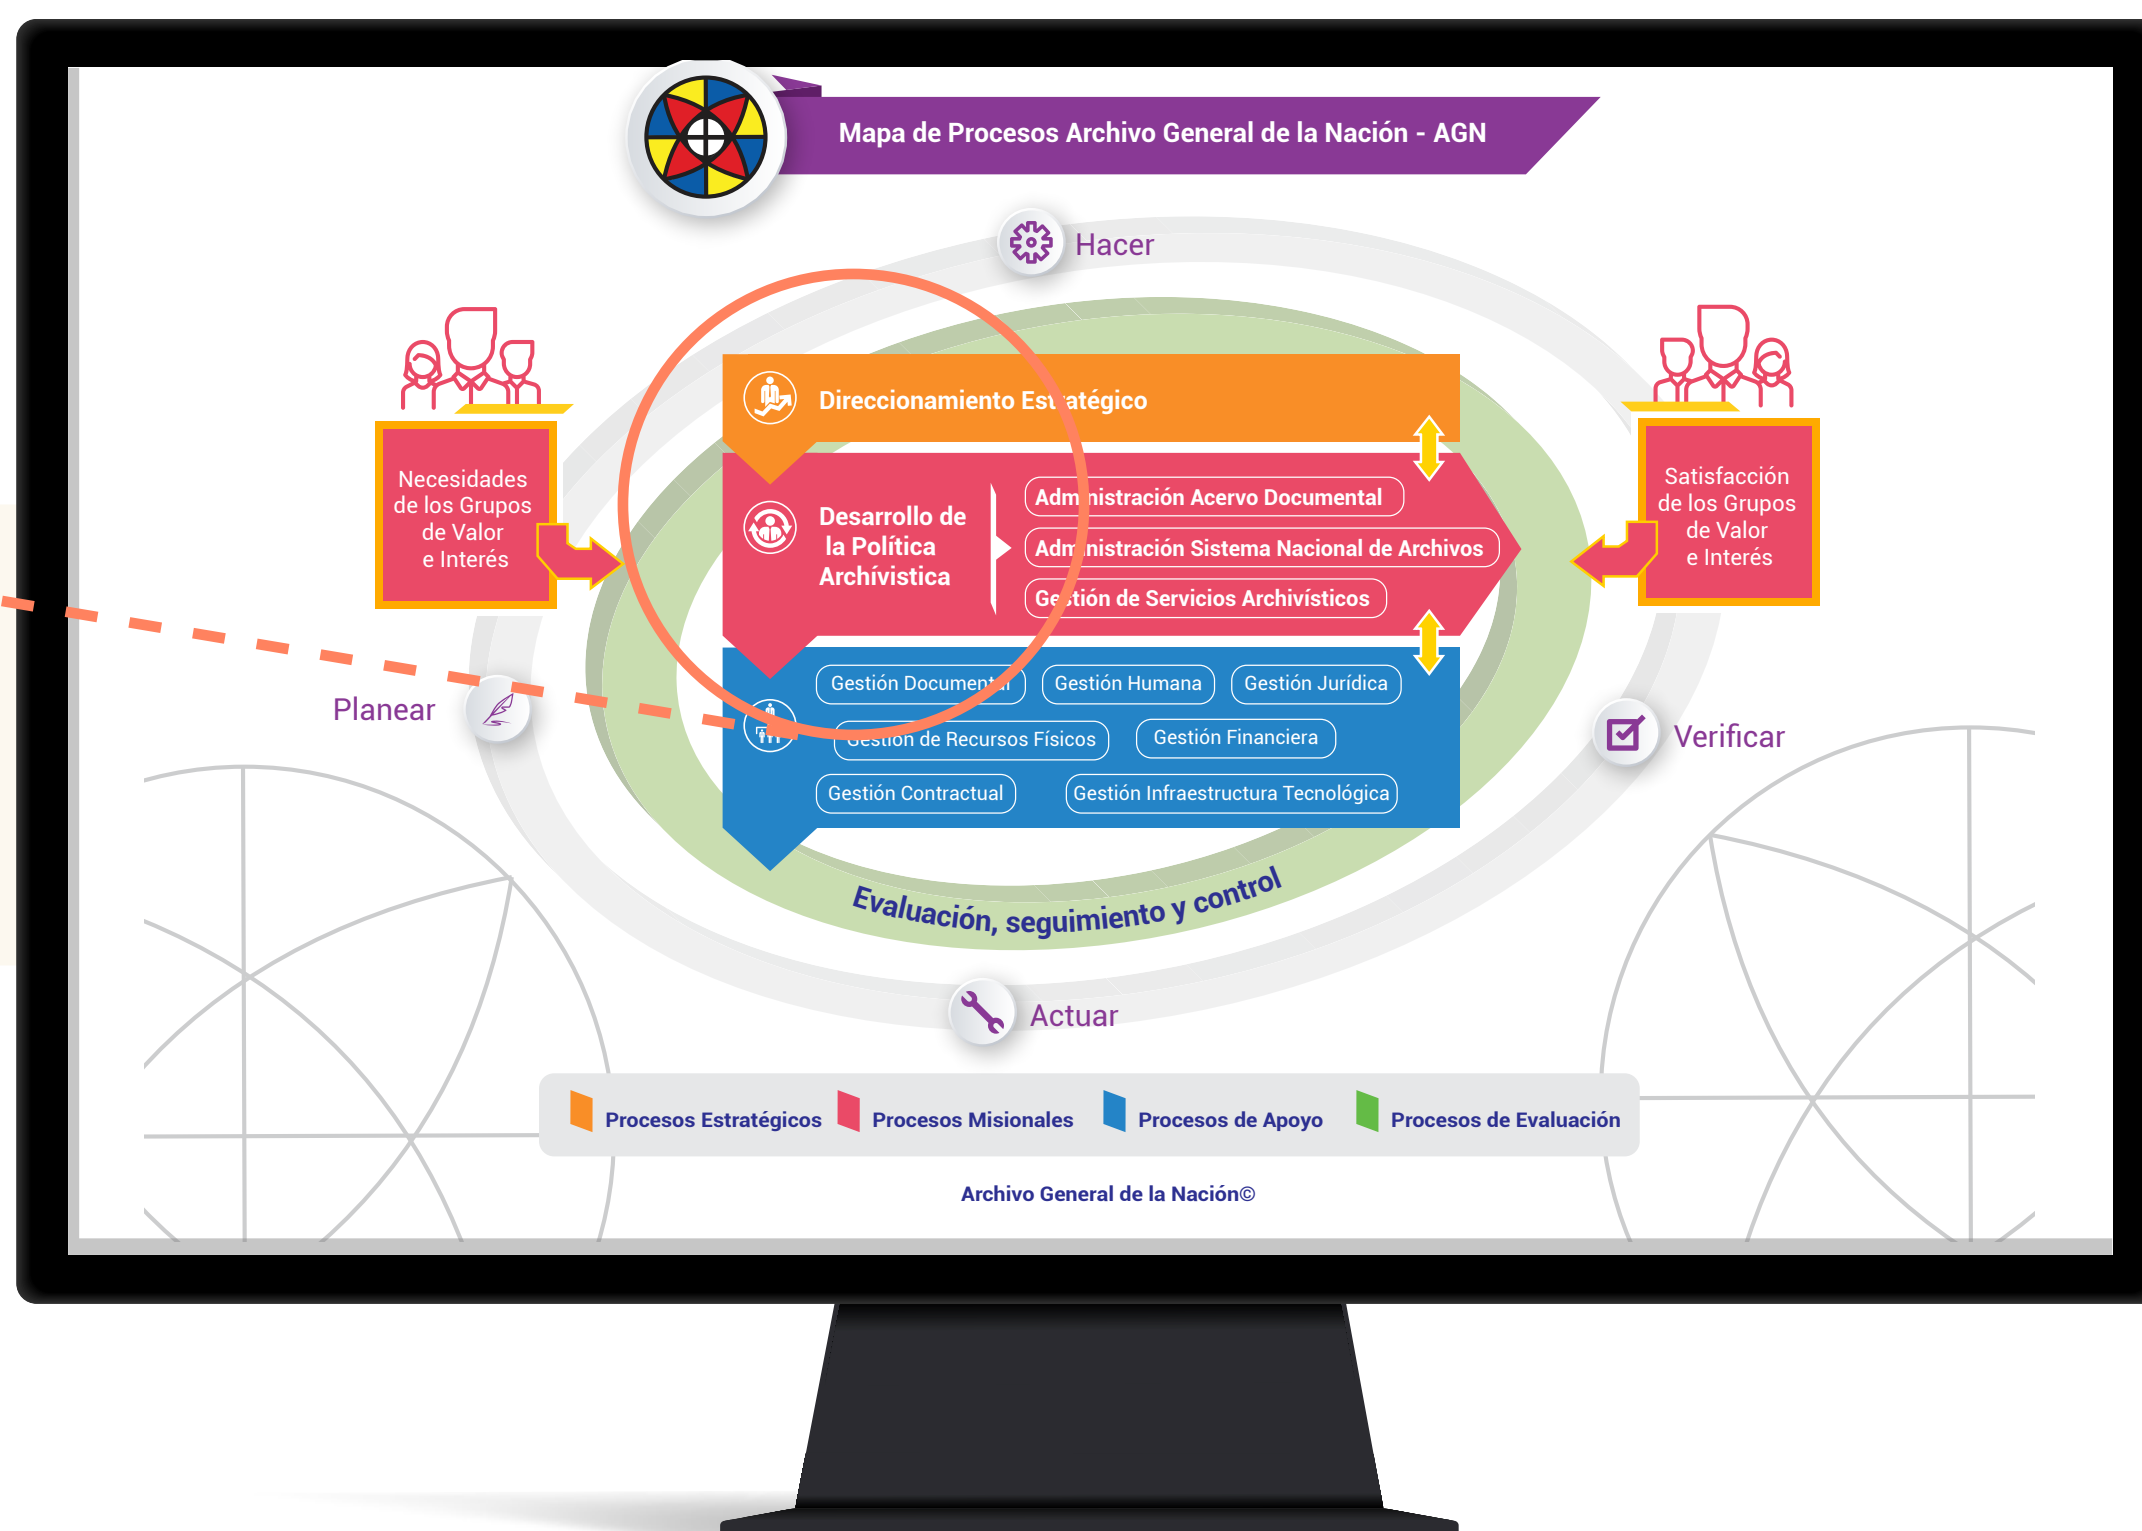 Mapa de Procesos Archivo General de la Nación - AGN
Hacer
Necesidades
de los Grupos
de Valor
e Interés
Direccionamiento Estratégico
Desarrollo de
la Política
Archívistica
Administración Acervo Documental
Administración Sistema Nacional de Archivos
Gestión de Servicios Archivísticos
Satisfacción
de los Grupos
de Valor
e Interés
Gestión Documental
Gestión Humana
Gestión Jurídica
Gestión de Recursos Físicos
Gestión Financiera
Gestión Contractual
Gestión Infraestructura Tecnológica
Planear
Verificar
Evaluación, seguimiento y control
Actuar
Procesos Estratégicos
Procesos Misionales
Procesos de Apoyo
Procesos de Evaluación
Archivo General de la Nación©